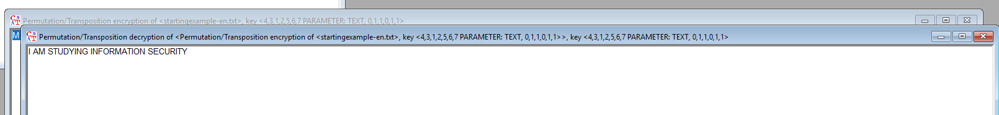 Permutation/Transposition encryption of <startingexample-en.txt>, key <4,3,1,2,5,6,7 PARAMETER: TEXT, 0,1,1,0,1,1>
M
Permutation/Transposition decryption of <Permutation/Transposition encryption of <startingexample-en.txt>, key <4,3,1,2,5,6,7 PARAMETER: TEXT, 0,1,1,0,1,1>>, key <4,3,1,2,5,6,7 PARAMETER: TEXT, 0,1,1,0,1,1>
I AM STUDYING INFORMATION SECURITY